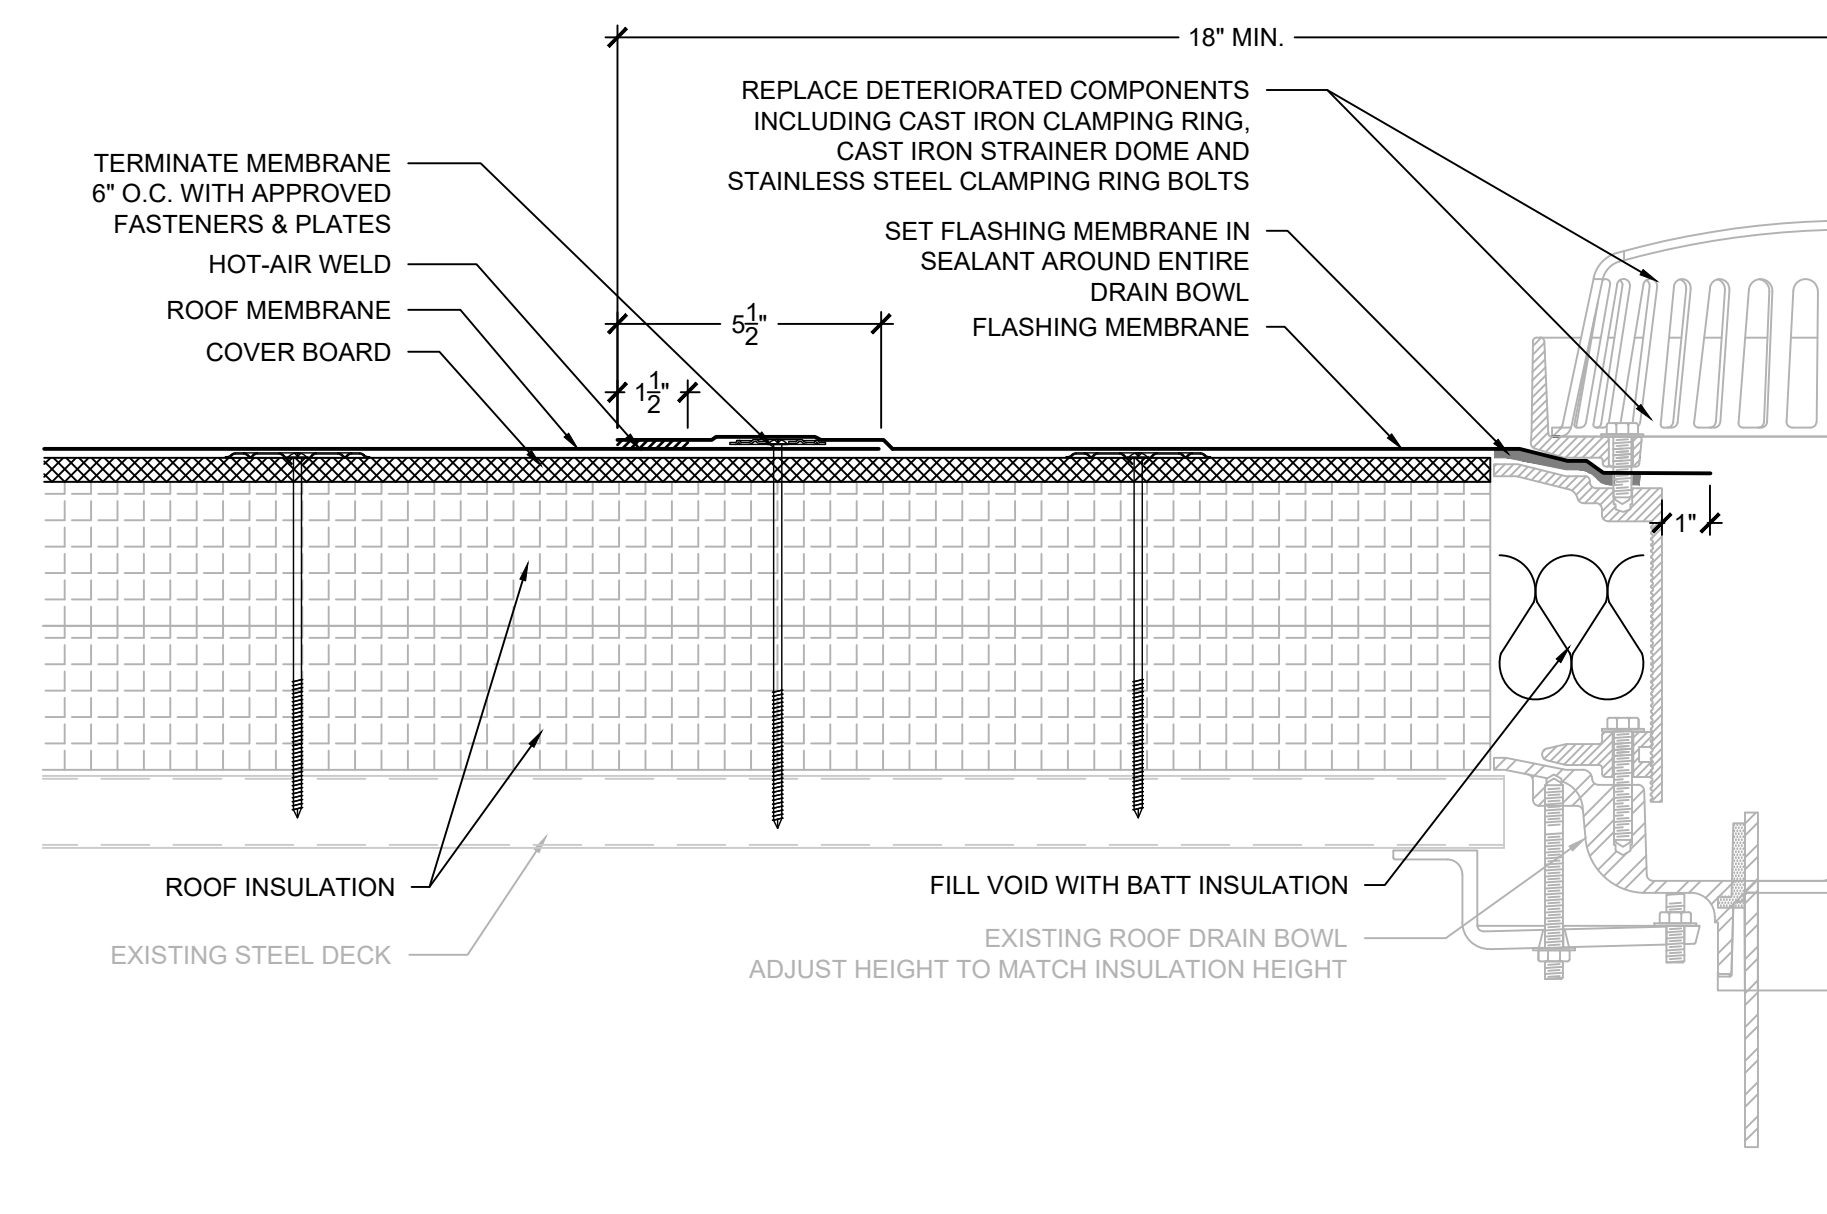 18" MIN.
REPLACE DETERIORATED COMPONENTS
INCLUDING CAST IRON CLAMPING RING,
CAST IRON STRAINER DOME AND
STAINLESS STEEL CLAMPING RING BOLTS
TERMINATE MEMBRANE
6" O.C. WITH APPROVED
FASTENERS & PLATES
SET FLASHING MEMBRANE IN
SEALANT AROUND ENTIRE
DRAIN BOWL
HOT-AIR WELD
ROOF MEMBRANE
FLASHING MEMBRANE
5 1/2"
COVER BOARD
1 1/2"
1"
ROOF INSULATION
FILL VOID WITH BATT INSULATION
EXISTING STEEL DECK
EXISTING ROOF DRAIN BOWL
ADJUST HEIGHT TO MATCH INSULATION HEIGHT